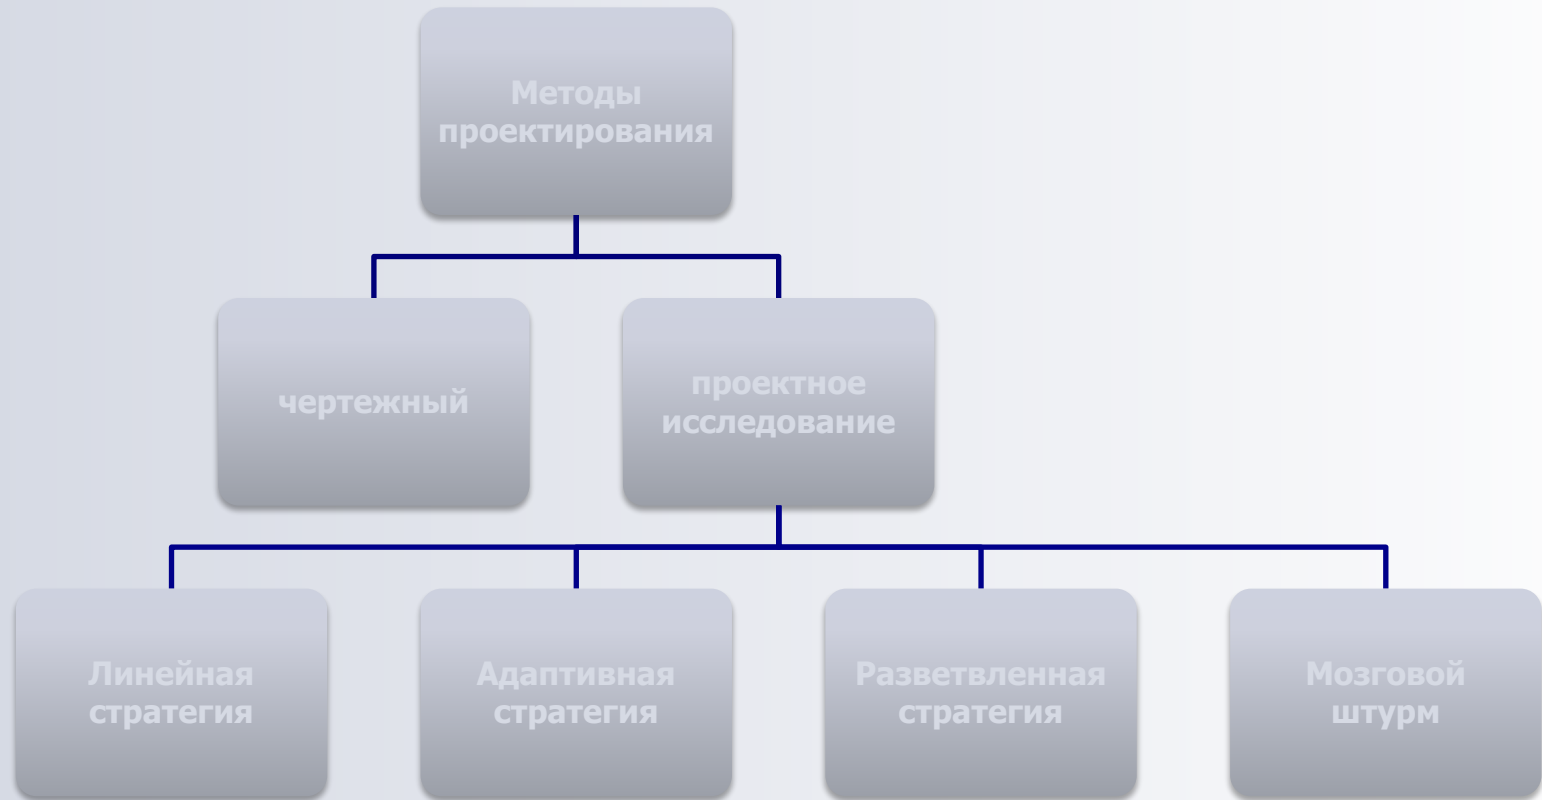 Методы
проектирования
чертежный
проектное
исследование
Линейная
стратегия
Адаптивная
стратегия
Разветвленная
стратегия
Мозговой
штурм